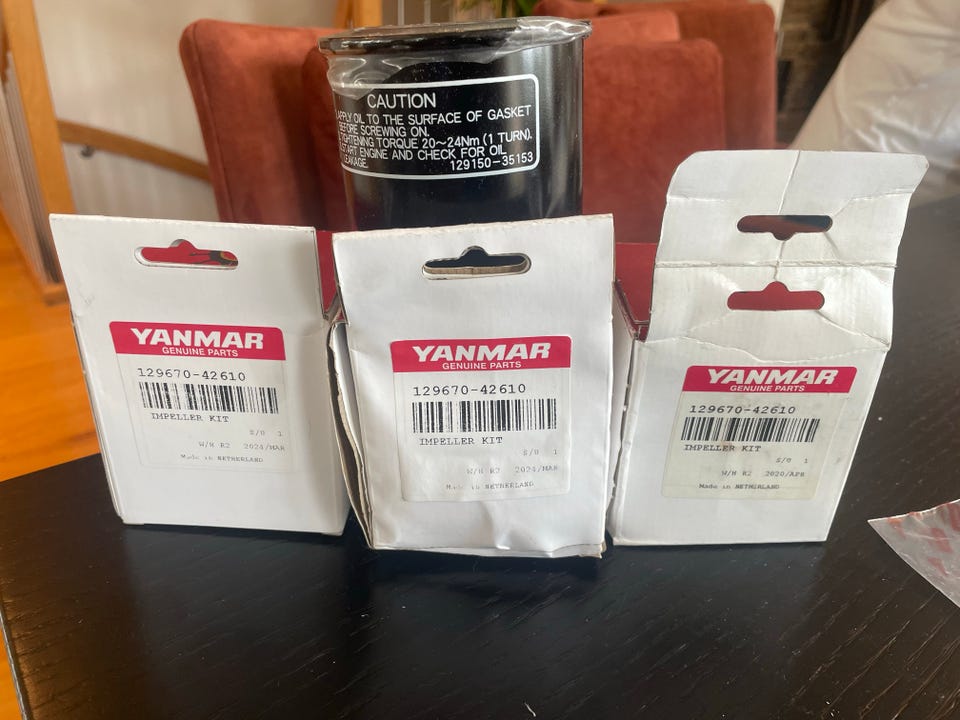 CAUTION
APPLY OIL TO THE SURFACE OF GASKET
BEFORE SCREWING ON.
TIGHTENING TORQUE 20~24Nm (1 TURN).
START ENGINE AND CHECK FOR OIL
LEAKAGE. 129150-35153
YANMAR
GENUINE PARTS
129670-42610
IMPELLER KIT
S/U 1
W/H R2 2024/MAR
Made in NETHERLAND
YANMAR
GENUINE PARTS
129670-42610
IMPELLER KIT
S/U 1
W/H R2 2024/MAR
Made in NETHERLAND
YANMAR
GENUINE PARTS
129670-42610
IMPELLER KIT
S/U 1
W/H R2 2020/APR
Made in NETHERLAND